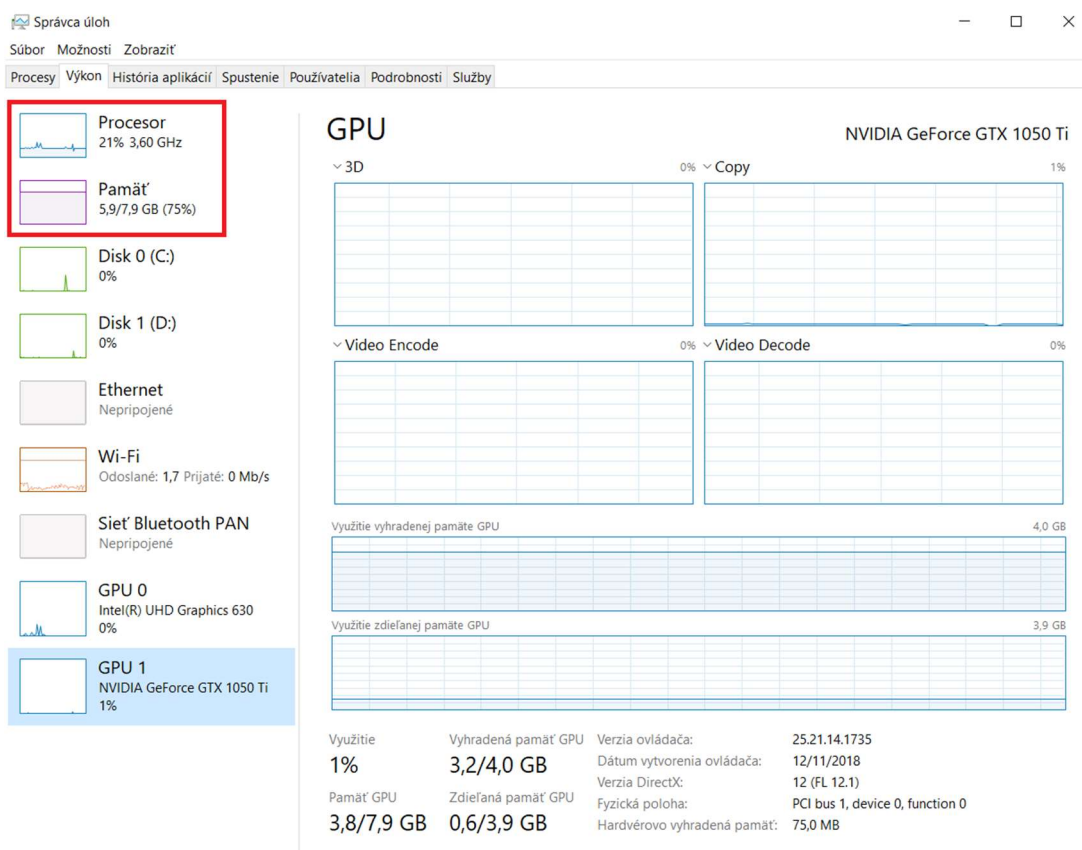 Správca úloh
Súbor Možnosti Zobraziť
Procesy Výkon História aplikácií Spustenie Používatelia Podrobnosti Služby
Procesor
21% 3,60 GHz
Pamäť
5,9/7,9 GB (75%)
Disk 0 (C:)
0%
Disk 1 (D:)
0%
Ethernet
Nepripojené
Wi-Fi
Odoslané: 1,7 Prijaté: 0 Mb/s
Sieť Bluetooth PAN
Nepripojené
GPU 0
Intel(R) UHD Graphics 630
0%
GPU 1
NVIDIA GeForce GTX 1050 Ti
1%
GPU NVIDIA GeForce GTX 1050 Ti
3D 0% Copy 1%
Video Encode 0% Video Decode 0%
Využitie vyhradenej pamäte GPU 4,0 GB
Využitie zdieľanej pamäte GPU 3,9 GB
Využitie
1%
Vyhradená pamäť GPU
3,2/4,0 GB
Pamäť GPU
3,8/7,9 GB
Zdieľaná pamäť GPU
0,6/3,9 GB
Verzia ovládača: 25.21.14.1735
Dátum vytvorenia ovládača: 12/11/2018
Verzia DirectX: 12 (FL 12.1)
Fyzická poloha: PCI bus 1, device 0, function 0
Hardvérovo vyhradená pamäť: 75,0 MB